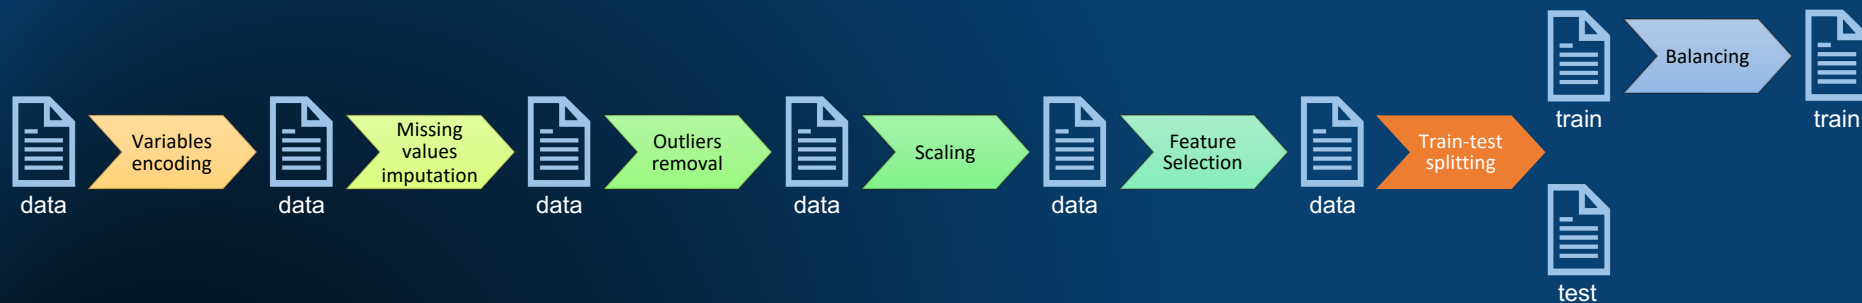 data
Variables
encoding
data
Missing
values
imputation
data
Outliers
removal
data
Scaling
data
Feature
Selection
data
Train-test
splitting
train
Balancing
train
test